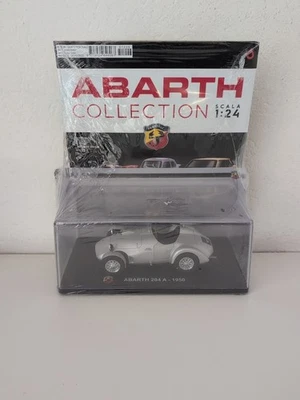 ABARTH
COLLECTION
SCALA
1:24
ABARTH 204 A - 1950